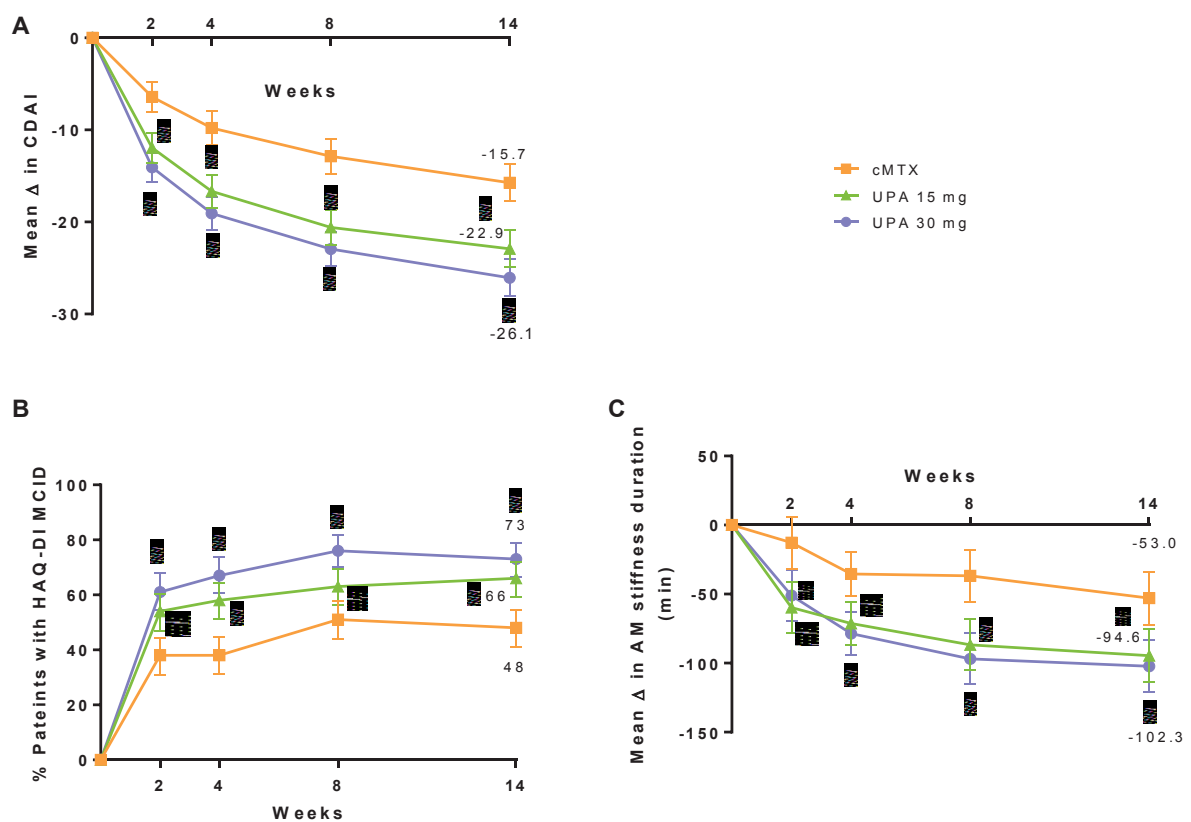 A
2 4 8 14
0
Weeks
-10
-15.7
-20
-22.9
-30
-26.1
Mean Δ in CDAI
cMTX
UPA 15 mg
UPA 30 mg
B
% Pateints with HAQ-DIMCID
100
80
60
40
20
0
73
66
48
2 4 8 14
Weeks
C
Mean Δ in AM stiffness duration
(min)
50
Weeks
2 4 8 14
0
-53.0
-50
-94.6
-100
-102.3
-150